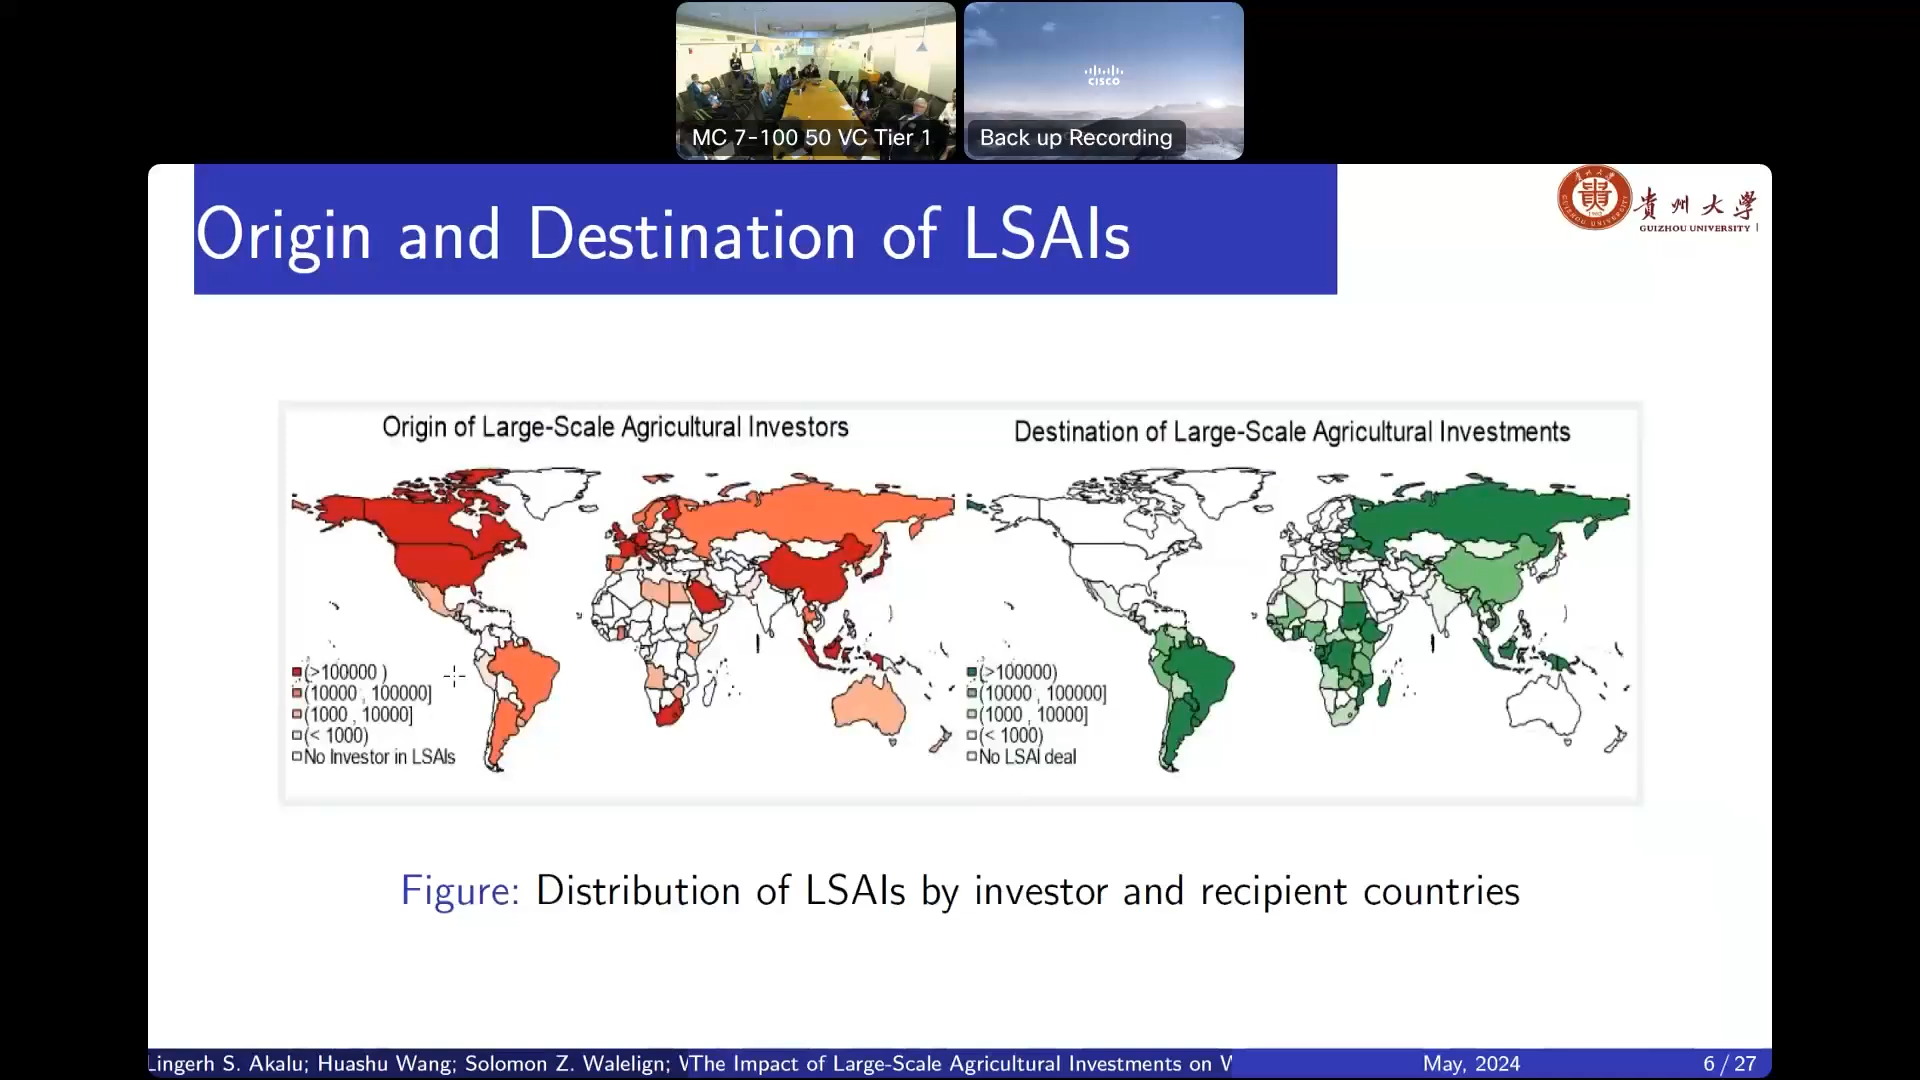 MC 7-100 50 VC Tier 1
CISCO
Back up Recording
Origin and Destination of LSAIs
貴州大學
GUIZHOU UNIVERSITY
Origin of Large-Scale Agricultural Investors
(>100000 )
(10000 , 100000]
(1000 , 10000]
(< 1000)
No Investor in LSAIs
Destination of Large-Scale Agricultural Investments
(>100000)
(10000 , 100000]
(1000 , 10000]
(< 1000)
No LSAI deal
Figure: Distribution of LSAIs by investor and recipient countries
Lingerh S. Akalu; Huashu Wang; Solomon Z. Walelign; V
The Impact of Large-Scale Agricultural Investments on W
May, 2024
6 / 27